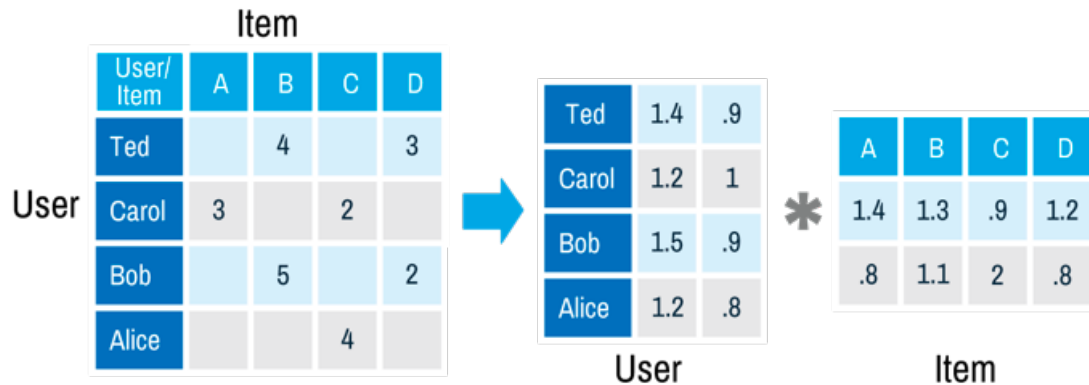 Item
User/
Item A B C D
Ted 4 3
User Carol 3 2
Bob 5 2
Alice 4
Ted 1.4 .9
Carol 1.2 1
Bob 1.5 .9
Alice 1.2 .8
User
*
A B C D
1.4 1.3 .9 1.2
.8 1.1 2 .8
Item